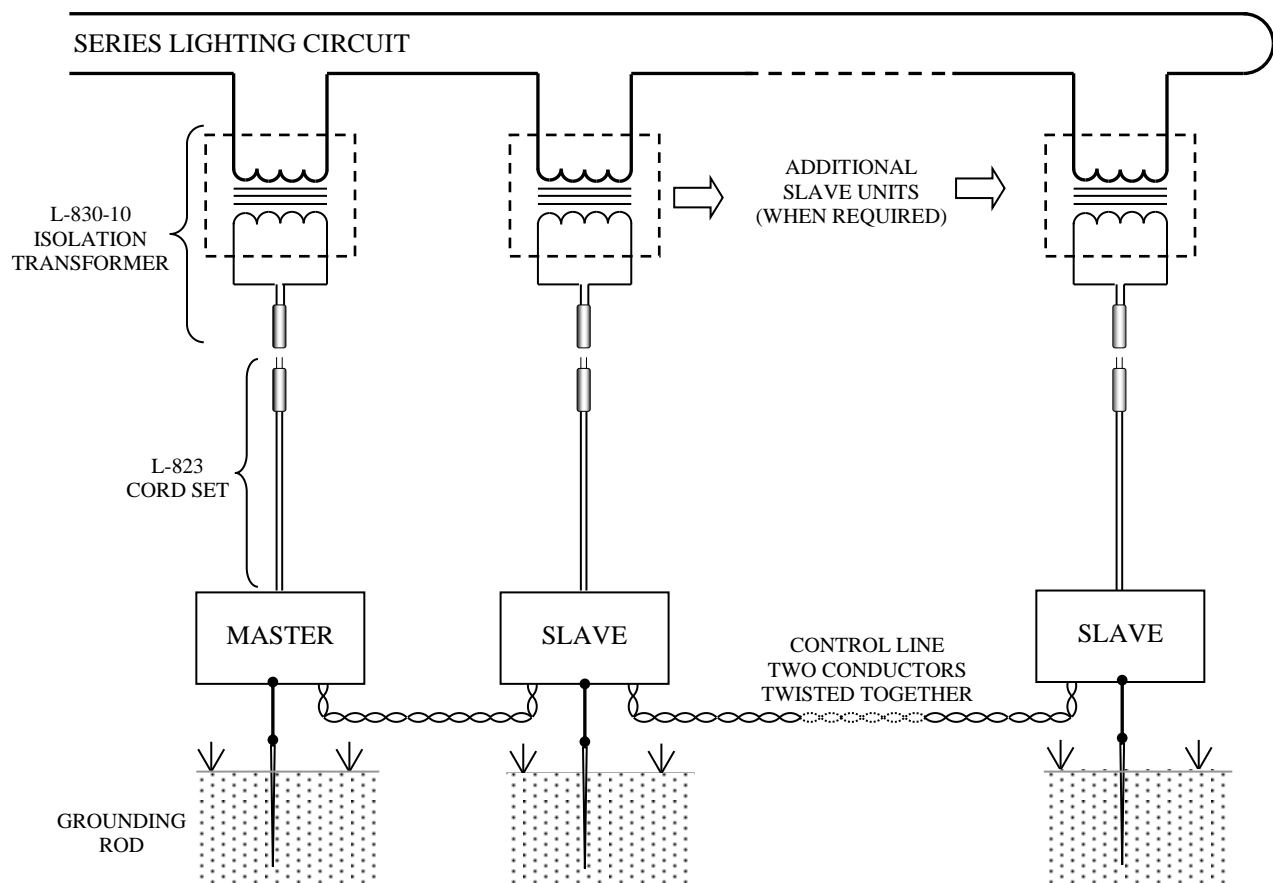 SERIES LIGHTING CIRCUIT
L-830-10
ISOLATION
TRANSFORMER
ADDITIONAL
SLAVE UNITS
(WHEN REQUIRED)
L-823
CORD SET
MASTER
SLAVE
SLAVE
CONTROL LINE
TWO CONDUCTORS
TWISTED TOGETHER
GROUNDING
ROD